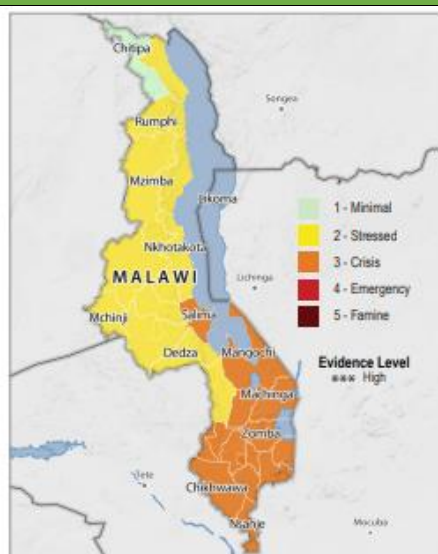 Chitipa
Songea
Rumphi
Mzimba
Likoma
1 - Minimal
2 - Stressed
3 - Crisis
4 - Emergency
5 - Famine
Nkhotakota
Lichinga
MALAWI
Mchinji
Salima
Dedza
Mangochi
Evidence Level
*** High
Machinga
Zomba
Tete
Chikhwawa
Nsanje
Mocuba